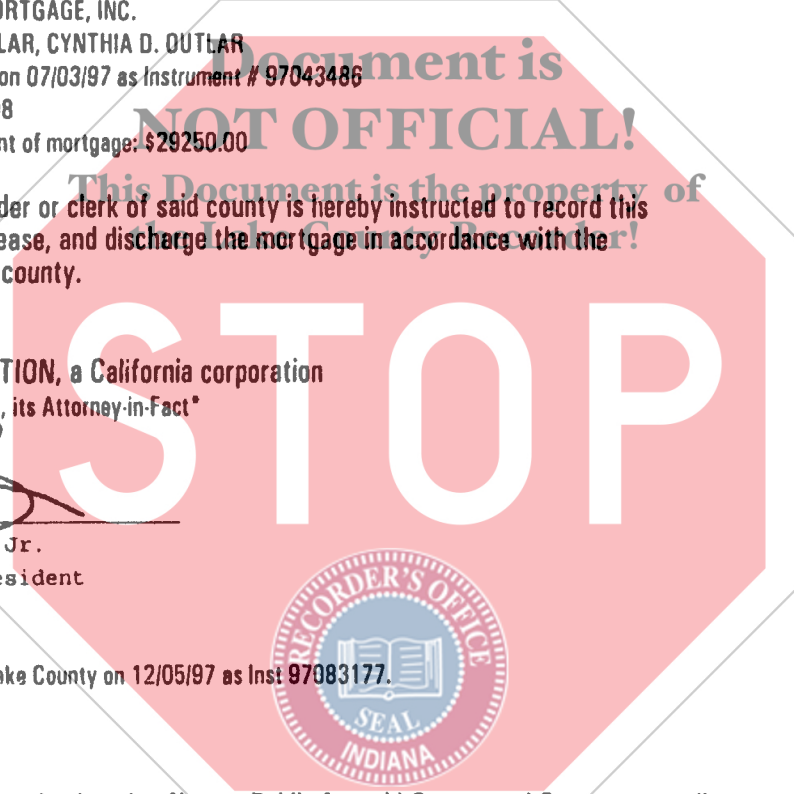 ORTGAGE, INC.
LAR, CYNTHIA D. OUTLAR
on 07/03/97 as Instrument # 97043486
8
nt of mortgage: $29250.00
Document is
NOT OFFICIAL!
This Document is the property of
the Lake County Recorder!
der or clerk of said county is hereby instructed to record this
ease, and discharge the mortgage in accordance with the
county.
STOP
TION, a California corporation
, its Attorney-in-Fact*
Jr.
esident
RECORDER'S OFFICE
SEAL
INDIANA
ake County on 12/05/97 as Inst 97083177.